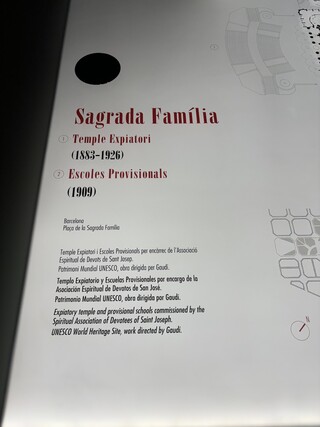 Sagrada Família
1 Temple Expiatori
(1883-1926)
2 Escoles Provisionals
(1909)
Barcelona
Plaça de la Sagrada Família
Temple Expiatori i Escoles Provisionals per encàrrec de l'Associació
Espiritual de Devots de Sant Josep.
Patrimoni Mundial UNESCO, obra dirigida per Gaudí.
Templo Expiatorio y Escuelas Provisionales por encargo de la
Asociación Espiritual de Devotos de San José.
Patrimonio Mundial UNESCO, obra dirigida por Gaudí.
Expiatory temple and provisional schools commissioned by the
Spiritual Association of Devotees of Saint Joseph.
UNESCO World Heritage Site, work directed by Gaudí.